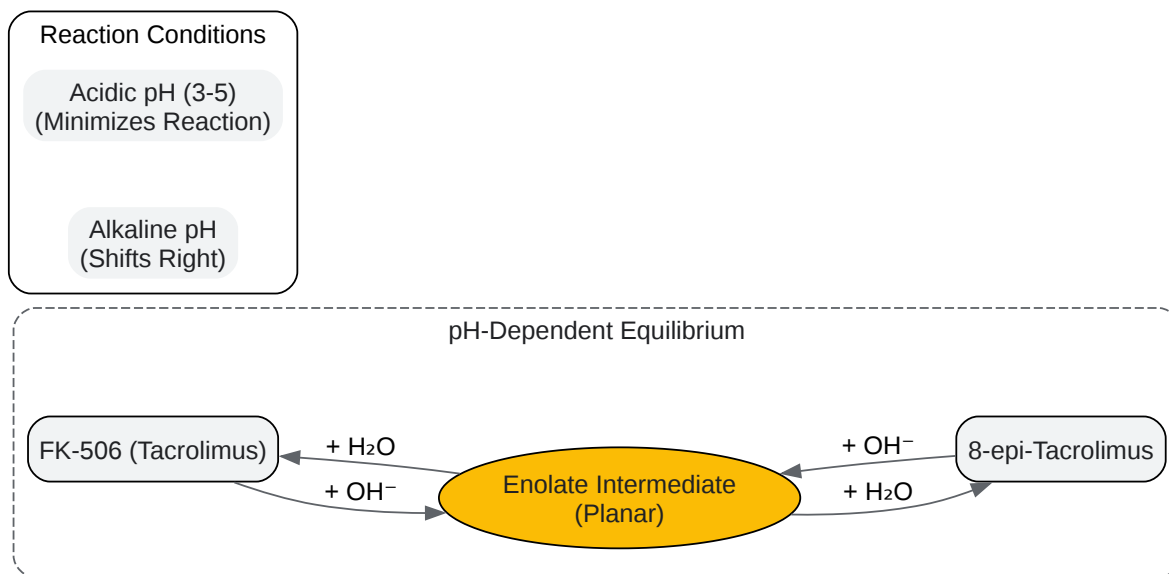 Reaction Conditions
Acidic pH (3-5)
(Minimizes Reaction)
Alkaline pH
(Shifts Right)
pH-Dependent Equilibrium
FK-506 (Tacrolimus)
+ H₂O
+ OH⁻
Enolate Intermediate
(Planar)
+ OH⁻
+ H₂O
8-epi-Tacrolimus